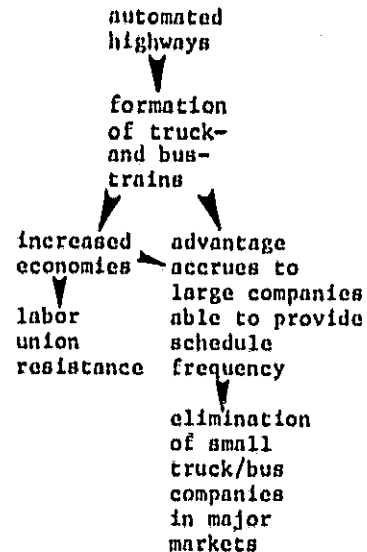 automated
highways
formation
of truck-
and bus-
trains
increased
economies
labor
union
resistance
advantage
accrues to
large companies
able to provide
schedule
frequency
elimination
of small
truck/bus
companies
in major
markets